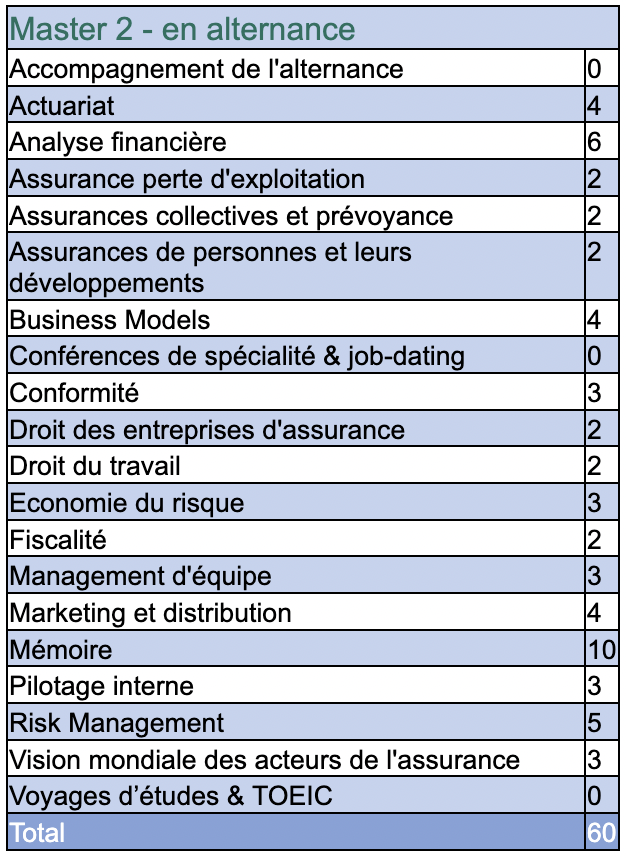 Master 2 - en alternance
Accompagnement de l'alternance 0
Actuariat 4
Analyse financière 6
Assurance perte d'exploitation 2
Assurances collectives et prévoyance 2
Assurances de personnes et leurs 2
développements
Business Models 4
Conférences de spécialité & job-dating 0
Conformité 3
Droit des entreprises d'assurance 2
Droit du travail 2
Economie du risque 3
Fiscalité 2
Management d'équipe 3
Marketing et distribution 4
Mémoire 10
Pilotage interne 3
Risk Management 5
Vision mondiale des acteurs de l'assurance 3
Voyages d’études & TOEIC 0
Total 60